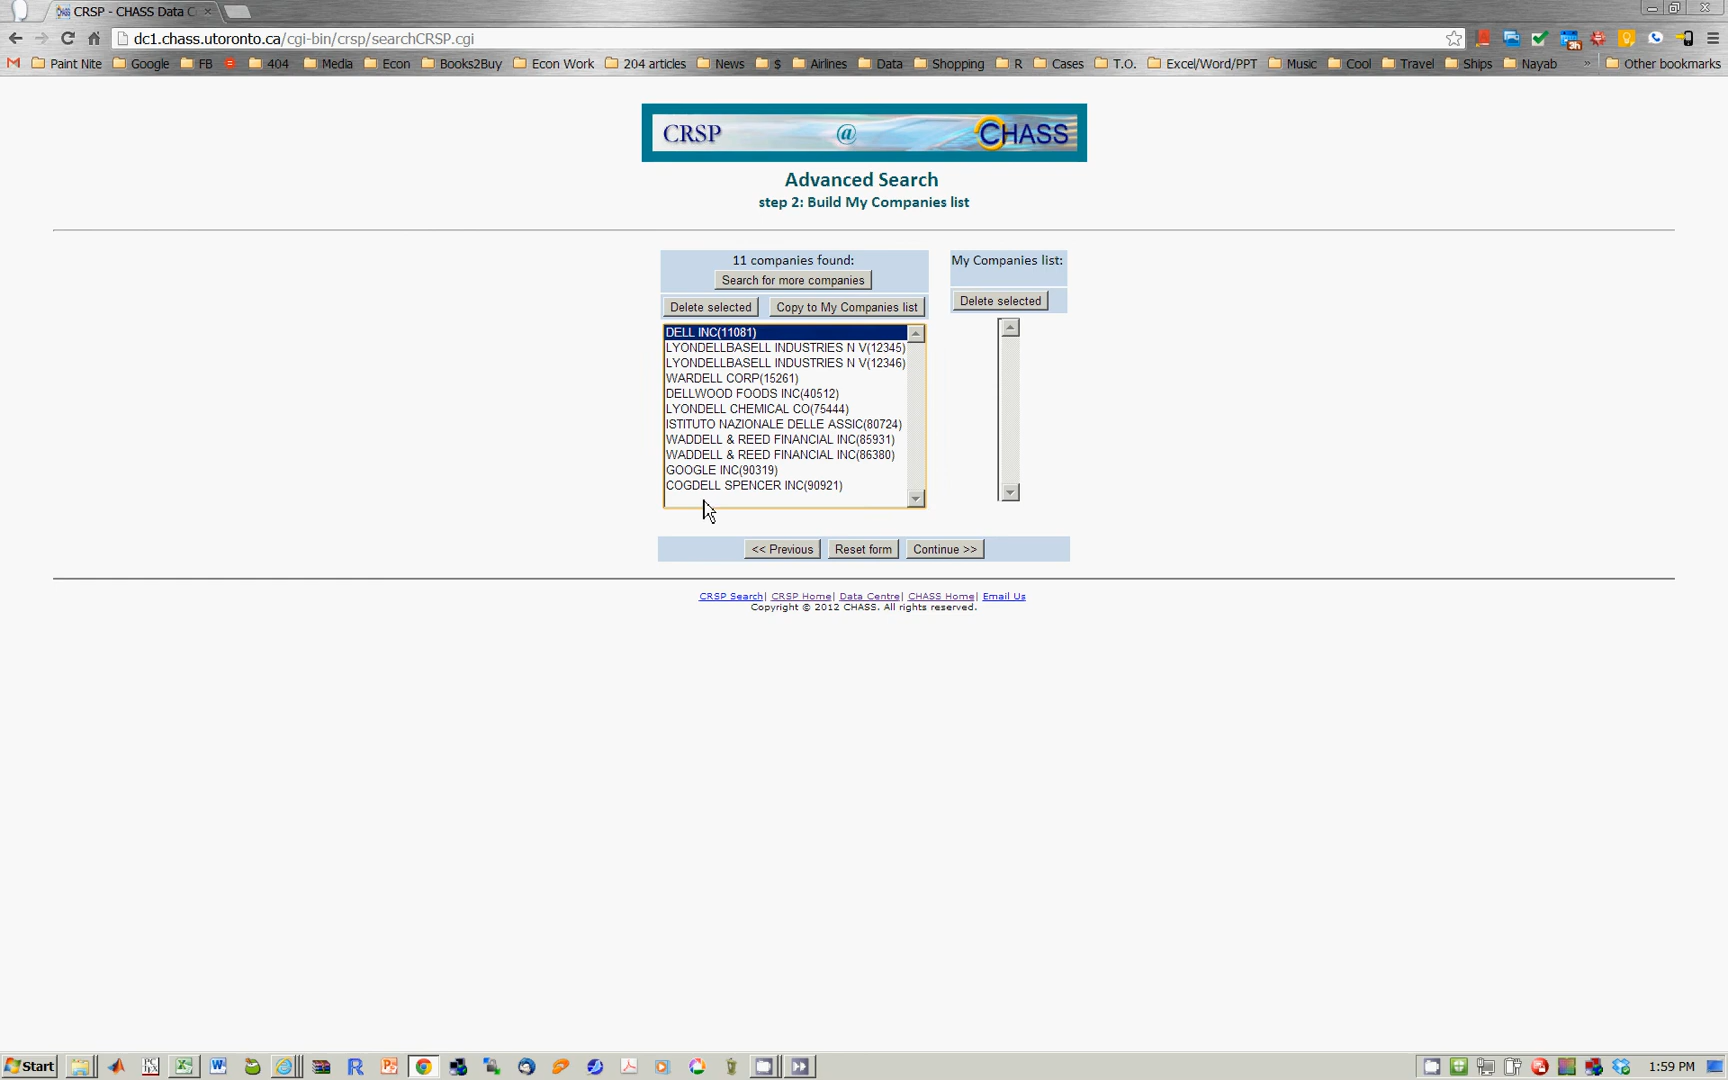 CRSP - CHASS Data C
dc1.chass.utoronto.ca/cgi-bin/crsp/searchCRSP.cgi
Paint Nite Google FB 404 Media Econ Books2Buy Econ Work 204 articles News $ Airlines Data Shopping R Cases T.O. Excel/Word/PPT Music Cool Travel Ships Nayab » Other bookmarks
CRSP @ CHASS
Advanced Search
step 2: Build My Companies list
11 companies found:
Search for more companies
Delete selected Copy to My Companies list
My Companies list:
Delete selected
DELL INC(11081)
LYONDELLBASELL INDUSTRIES N V(12345)
LYONDELLBASELL INDUSTRIES N V(12346)
WARDELL CORP(15261)
DELLWOOD FOODS INC(40512)
LYONDELL CHEMICAL CO(75444)
ISTITUTO NAZIONALE DELLE ASSIC(80724)
WADDELL & REED FINANCIAL INC(85931)
WADDELL & REED FINANCIAL INC(86380)
GOOGLE INC(90319)
COGDELL SPENCER INC(90921)
<< Previous Reset form Continue >>
CRSP Search| CRSP Home| Data Centre| CHASS Home| Email Us
Copyright © 2012 CHASS. All rights reserved.
Start
1:59 PM